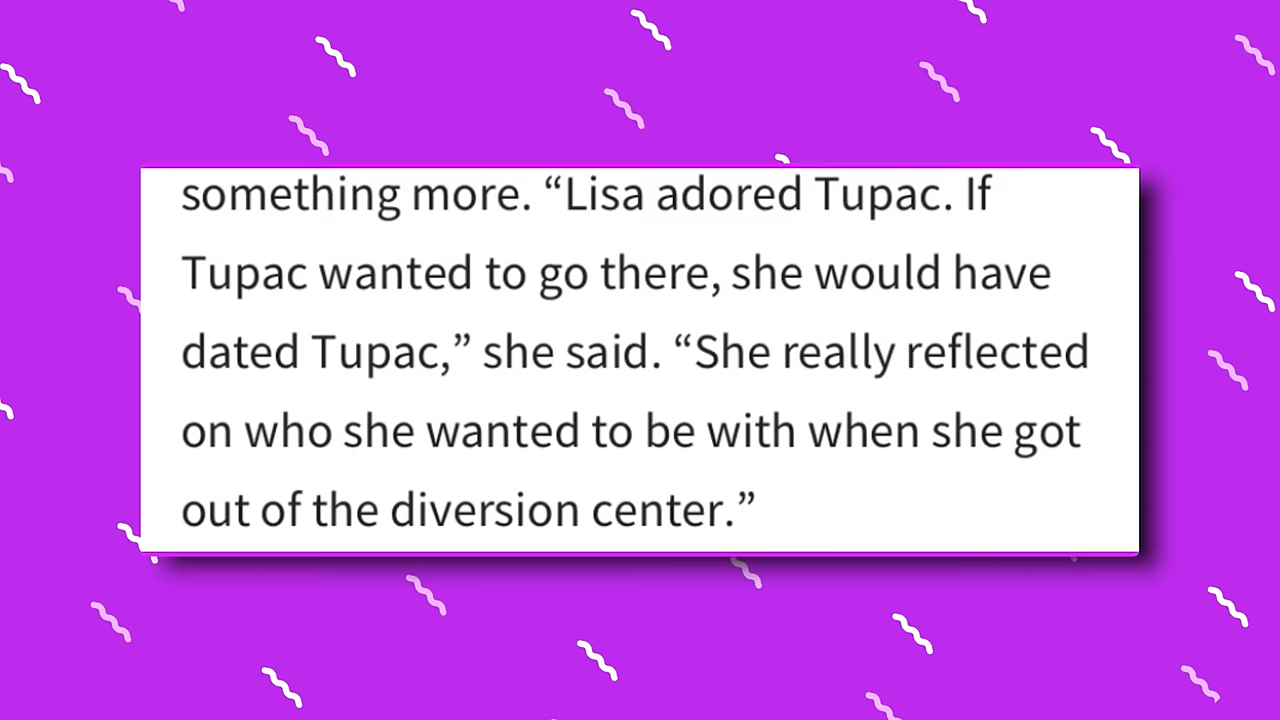 something more. “Lisa adored Tupac. If
Tupac wanted to go there, she would have
dated Tupac,” she said. “She really reflected
on who she wanted to be with when she got
out of the diversion center.”